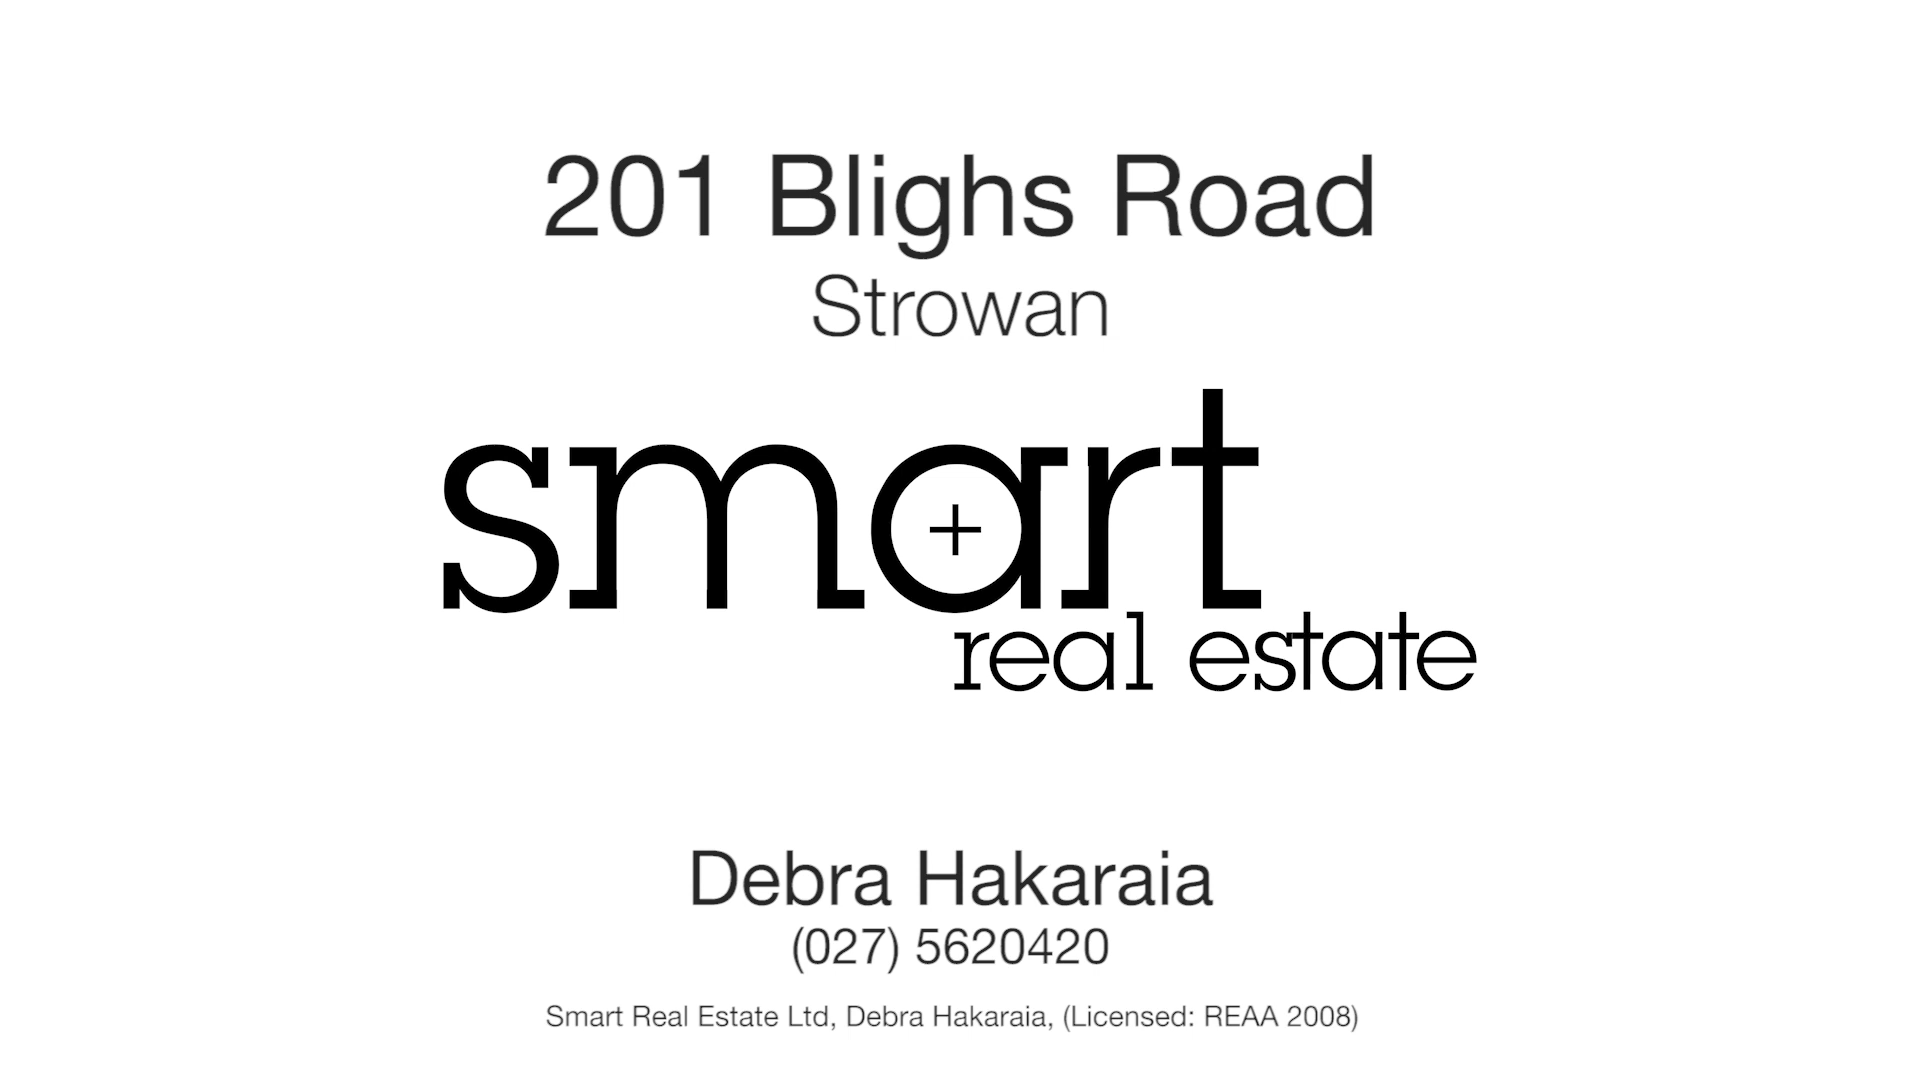 201 Blighs Road
Strowan
smart
real estate
Debra Hakaraia
(027) 5620420
Smart Real Estate Ltd, Debra Hakaraia, (Licensed: REAA 2008)